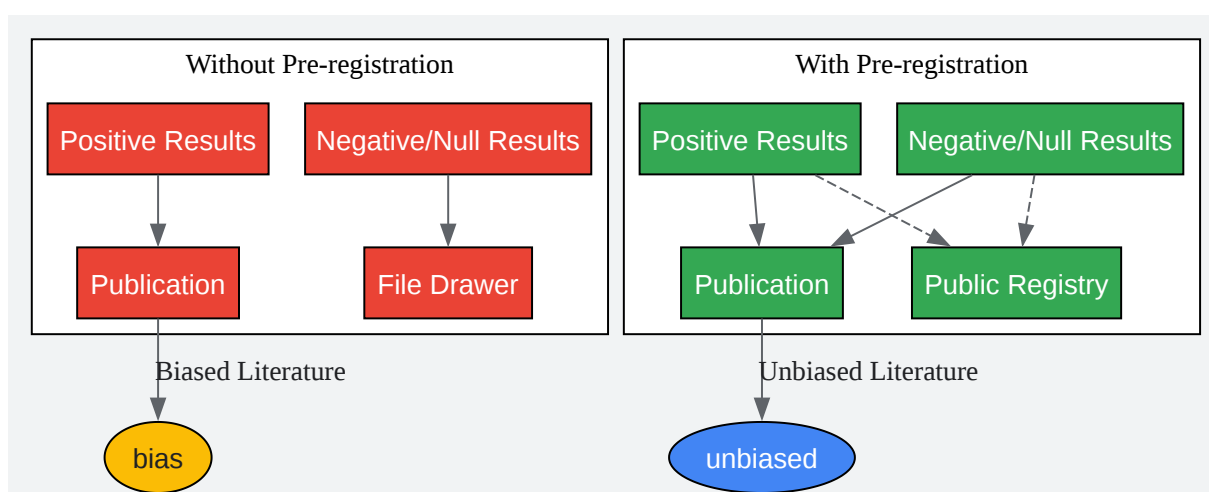 Without Pre-registration
Positive Results
Negative/Null Results
Publication
File Drawer
Biased Literature
bias
With Pre-registration
Positive Results
Negative/Null Results
Publication
Public Registry
Unbiased Literature
unbiased